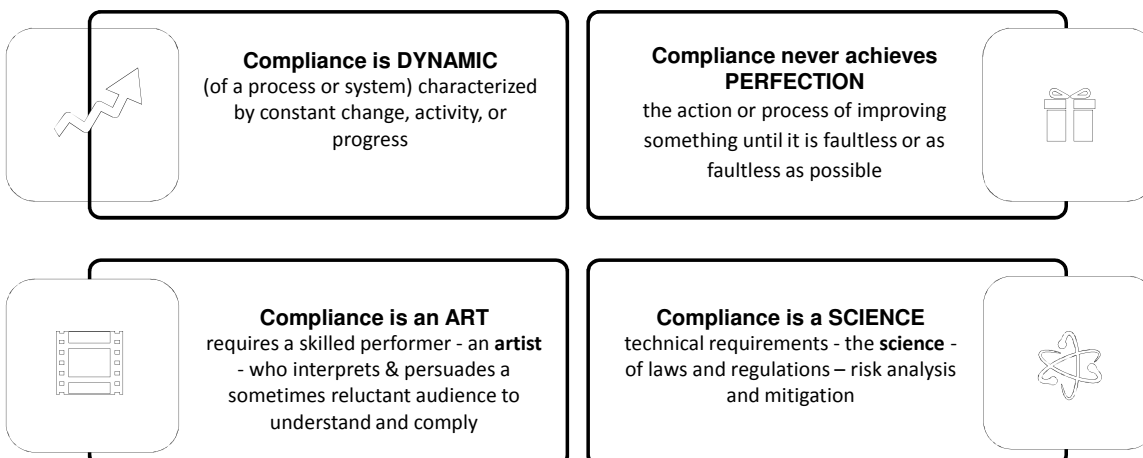 Compliance is DYNAMIC
(of a process or system) characterized
by constant change, activity, or
progress
Compliance never achieves
PERFECTION
the action or process of improving
something until it is faultless or as
faultless as possible
Compliance is an ART
requires a skilled performer - an artist
- who interprets & persuades a
sometimes reluctant audience to
understand and comply
Compliance is a SCIENCE
technical requirements - the science -
of laws and regulations – risk analysis
and mitigation